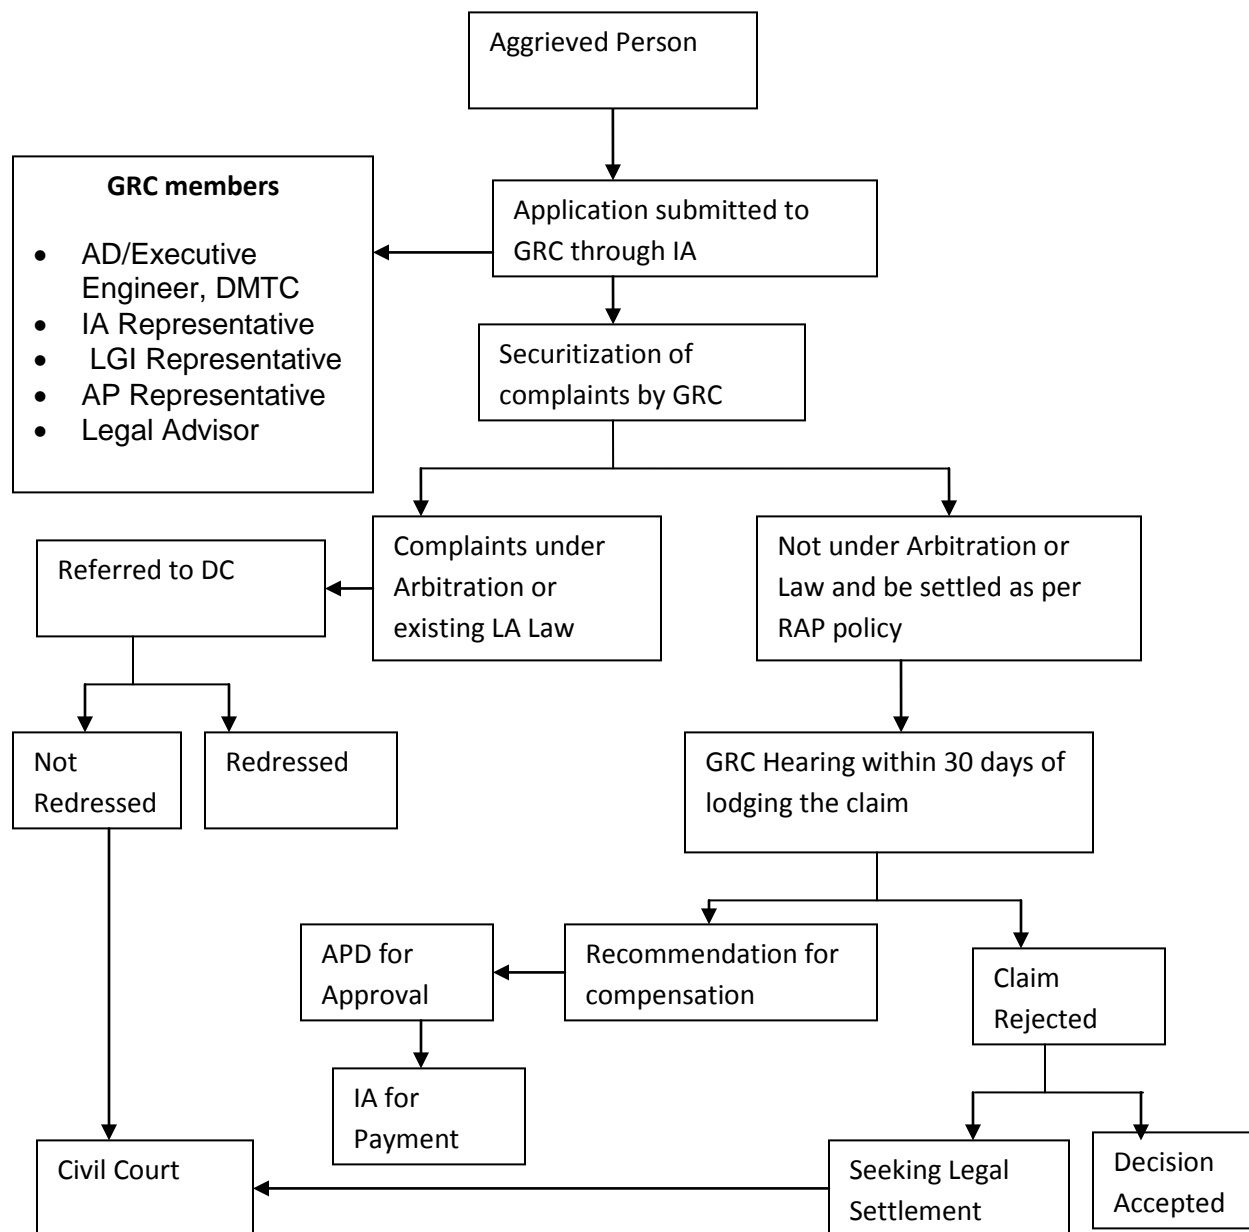 Aggrieved Person
GRC members
• AD/Executive
Engineer, DMTC
• IA Representative
• LGI Representative
• AP Representative
• Legal Advisor
Application submitted to
GRC through IA
Securitization of
complaints by GRC
Referred to DC
Complaints under
Arbitration or
existing LA Law
Not under Arbitration or
Law and be settled as per
RAP policy
Not
Redressed
Redressed
GRC Hearing within 30 days of
lodging the claim
APD for
Approval
Recommendation for
compensation
Claim
Rejected
IA for
Payment
Civil Court
Seeking Legal
Settlement
Decision
Accepted